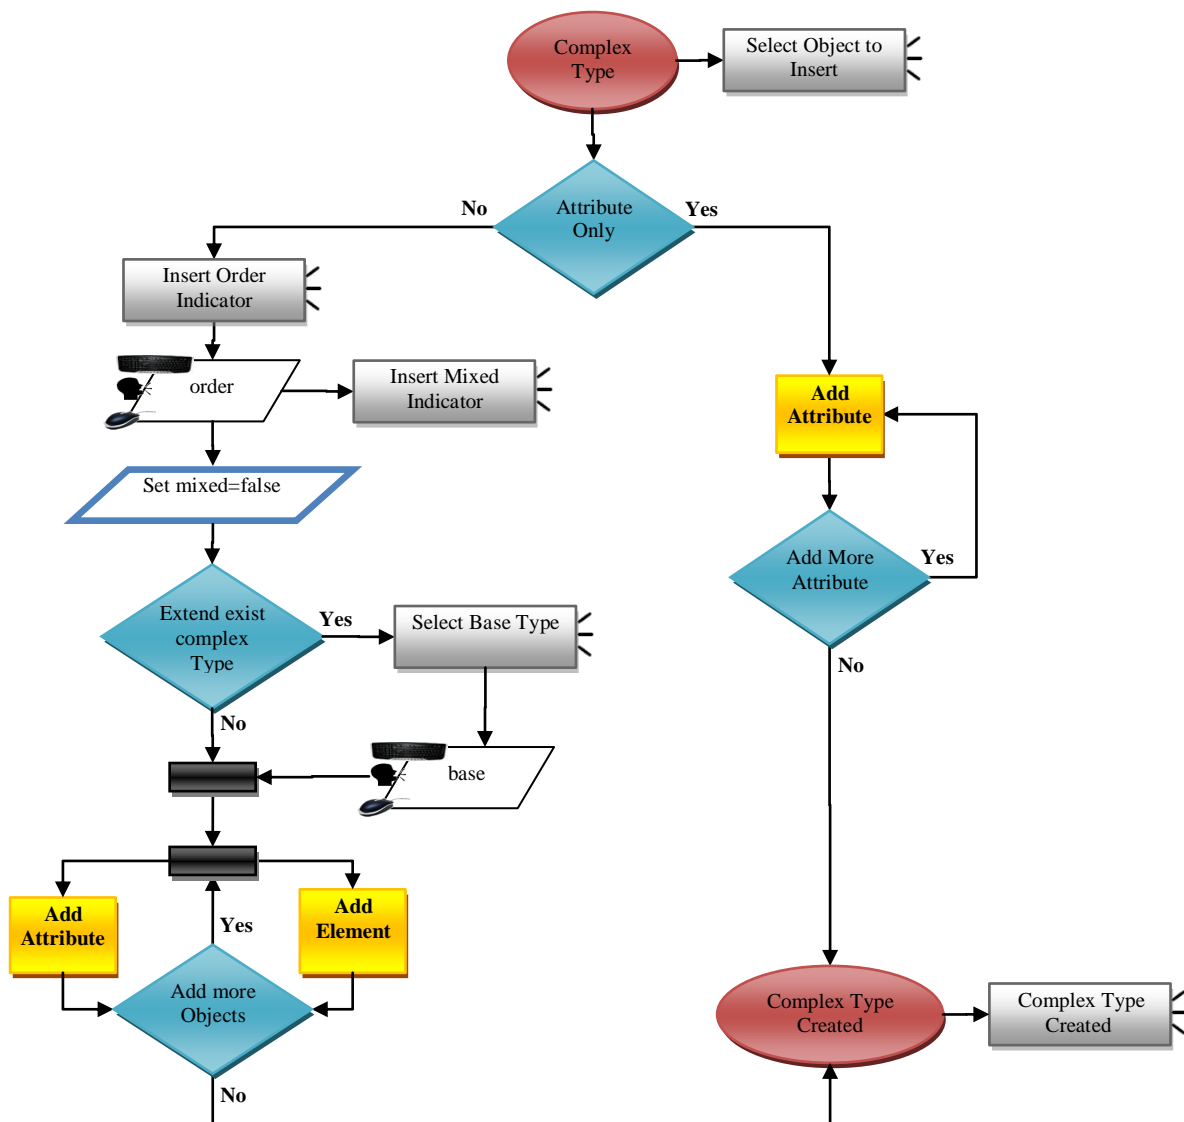 Complex
Type
Select Object to
Insert
Attribute
Only
No
Yes
Insert Order
Indicator
order
Insert Mixed
Indicator
Set mixed=false
Extend exist
complex
Type
Yes
Select Base Type
No
base
Add
Attribute
Add
Element
Yes
Add more
Objects
No
Add
Attribute
Add More
Attribute
Yes
No
Complex Type
Created
Complex Type
Created